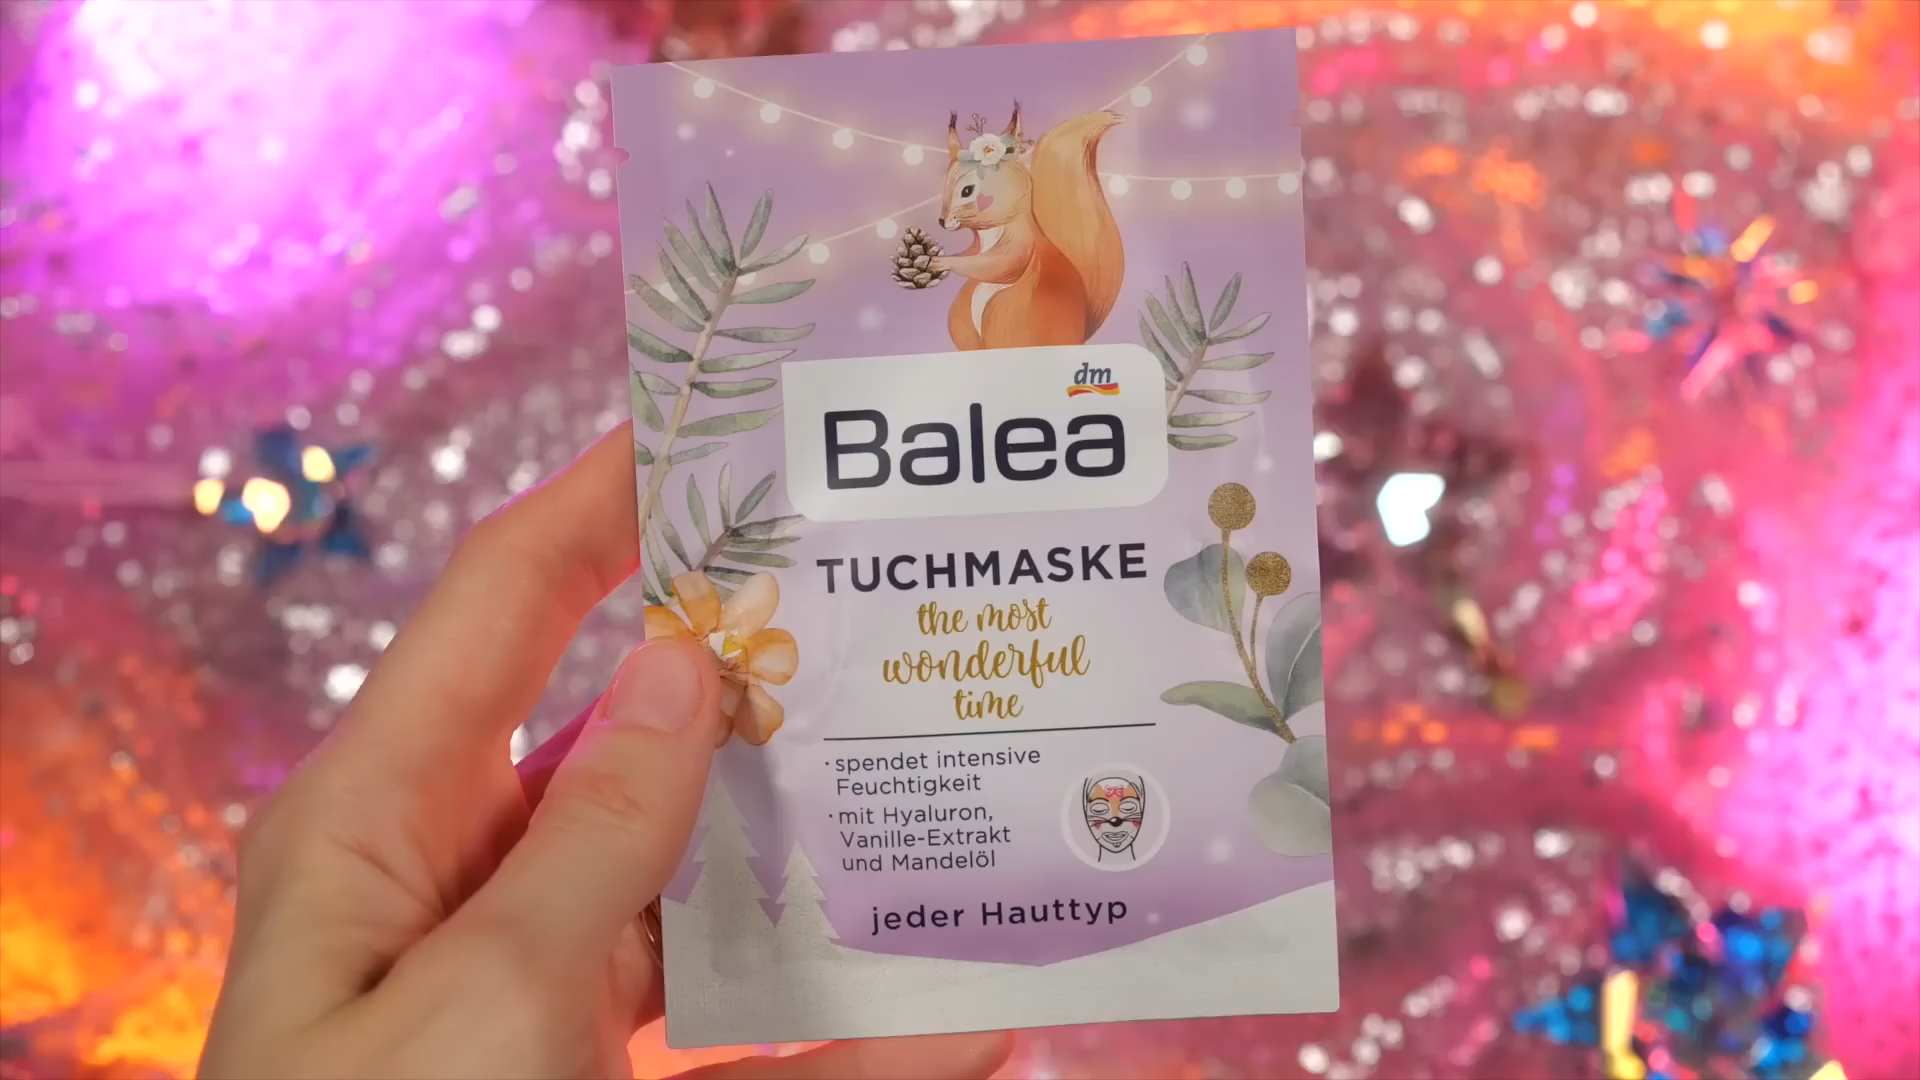 dm
Balea
TUCHMASKE
the most
wonderful
time
· spendet intensive
Feuchtigkeit
· mit Hyaluron,
Vanille-Extrakt
und Mandelöl
jeder Hauttyp